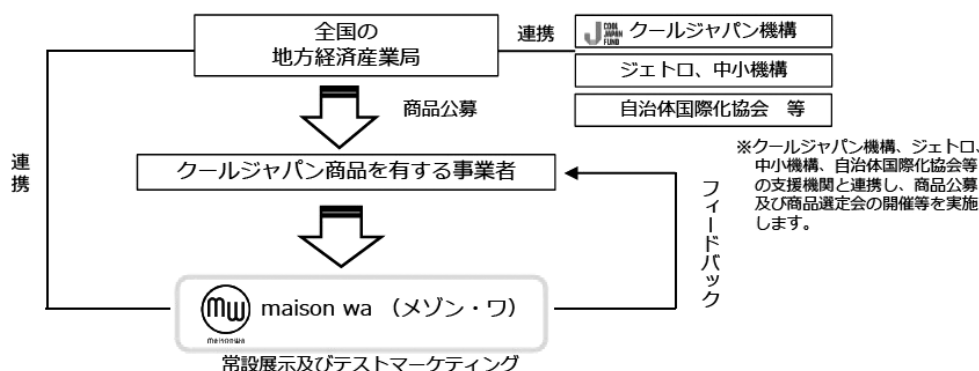 全国の
地方経済産業局
連携
COOL JAPAN FUND
クールジャパン機構
ジェトロ、中小機構
自治体国際化協会 等
商品公募
連携
クールジャパン商品を有する事業者
※クールジャパン機構、ジェトロ、
中小機構、自治体国際化協会等
の支援機関と連携し、商品公募
及び商品選定会の開催等を実施
します。
フィードバック
mw
maisonwa
maison wa （メゾン・ワ）
常設展示及びテストマーケティング